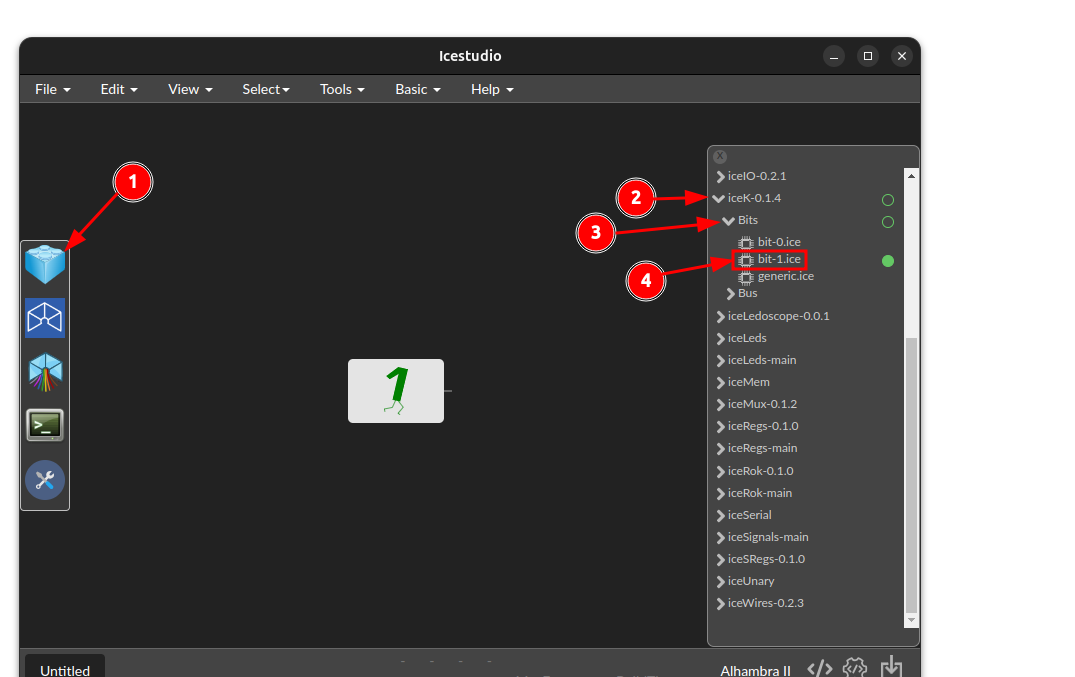 Icestudio
File Edit View Select Tools Basic Help
1
iceIO-0.2.1
2
iceK-0.1.4
3
Bits
bit-0.ice
bit-1.ice
4
generic.ice
Bus
iceLedoscope-0.0.1
iceLeds
iceLeds-main
1
iceMem
iceMux-0.1.2
iceRegs-0.1.0
iceRegs-main
iceRok-0.1.0
iceRok-main
iceSerial
iceSignals-main
iceSRegs-0.1.0
iceUnary
iceWires-0.2.3
Untitled
Alhambra II